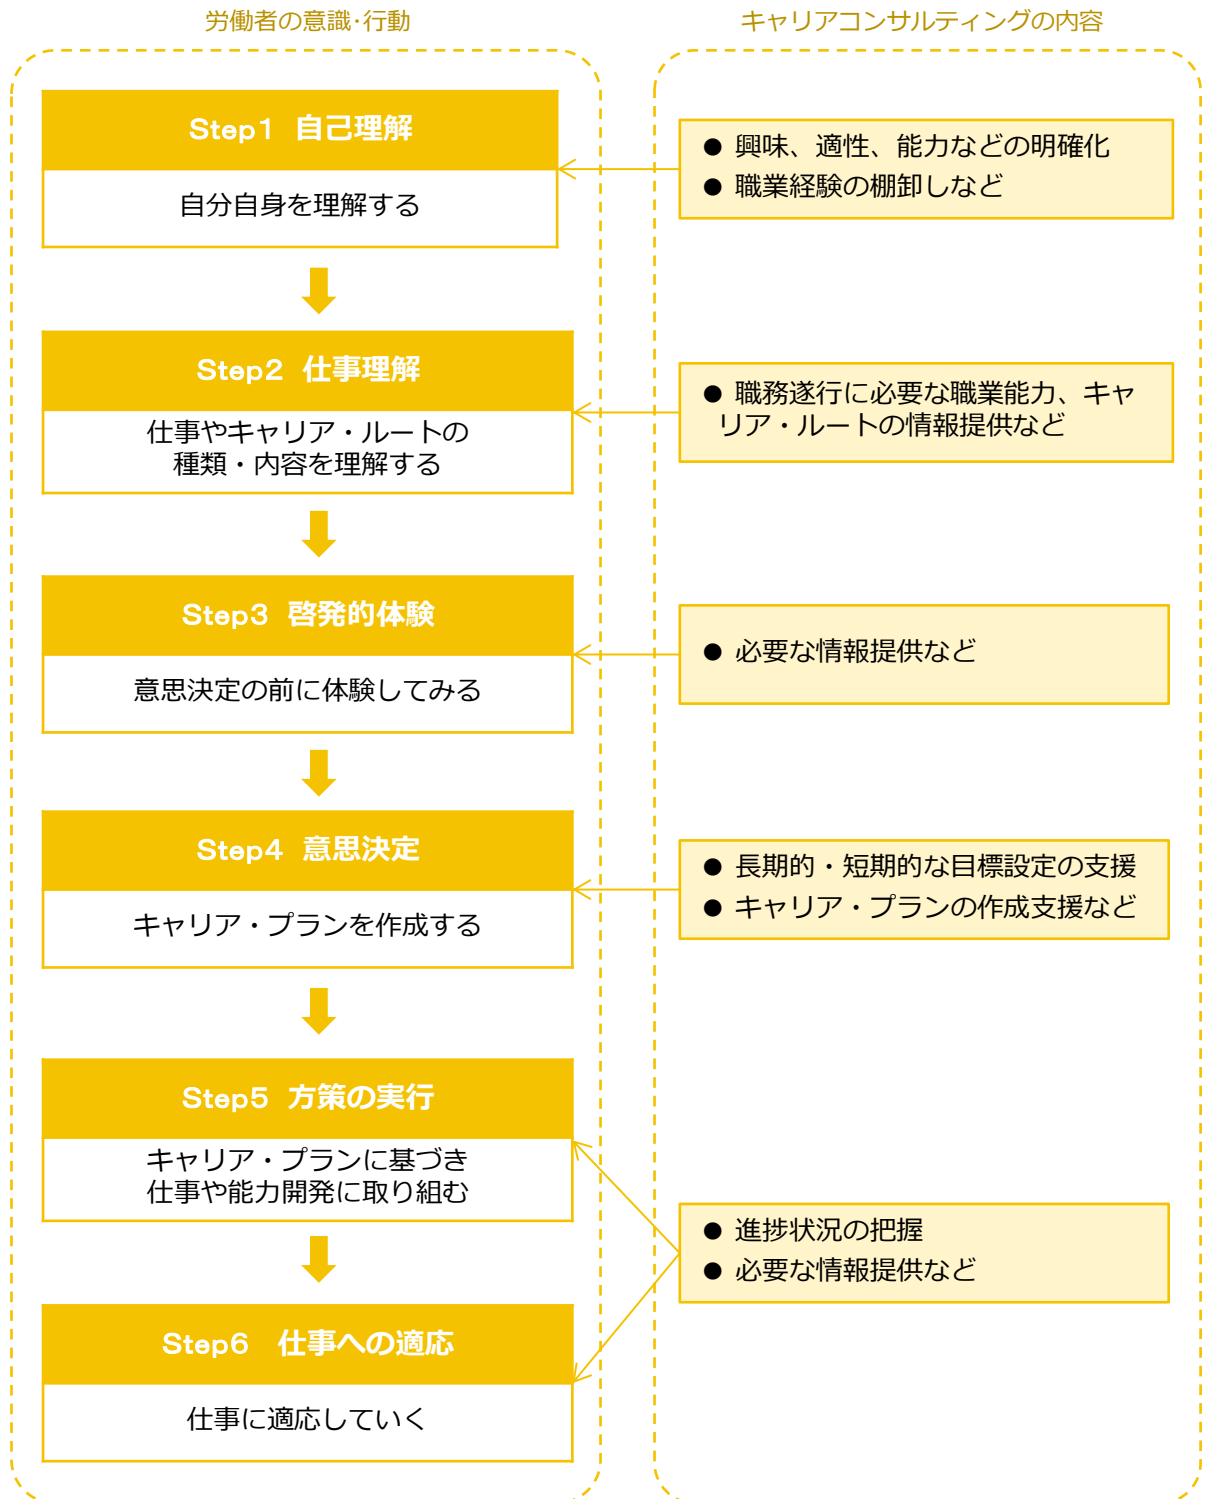 労働者の意識・行動
キャリアコンサルティングの内容
Step1 自己理解
自分自身を理解する
● 興味、適性、能力などの明確化
● 職業経験の棚卸しなど
Step2 仕事理解
仕事やキャリア・ルートの
種類・内容を理解する
● 職務遂行に必要な職業能力、キャ
リア・ルートの情報提供など
Step3 啓発的体験
意思決定の前に体験してみる
● 必要な情報提供など
Step4 意思決定
キャリア・プランを作成する
● 長期的・短期的な目標設定の支援
● キャリア・プランの作成支援など
Step5 方策の実行
キャリア・プランに基づき
仕事や能力開発に取り組む
● 進捗状況の把握
● 必要な情報提供など
Step6 仕事への適応
仕事に適応していく